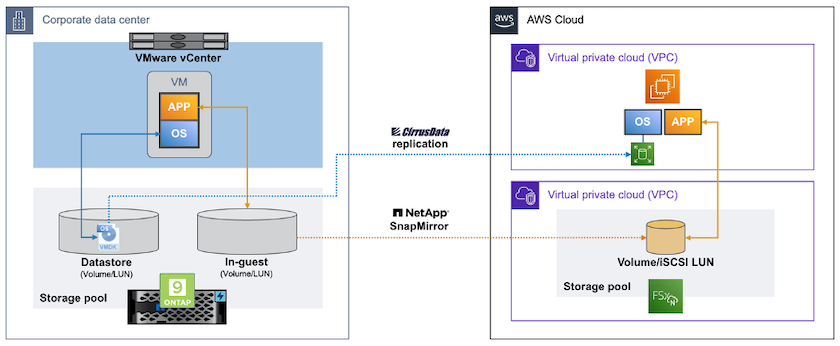 Corporate data center
VMware vCenter
VM
APP
OS
OS
VMDK
Datastore
(Volume/LUN)
In-guest
(Volume/LUN)
Storage pool
9
ONTAP
CirrusData
replication
NetApp
SnapMirror
aws
AWS Cloud
Virtual private cloud (VPC)
OS
APP
Virtual private cloud (VPC)
Volume/iSCSI LUN
Storage pool
FSx
N